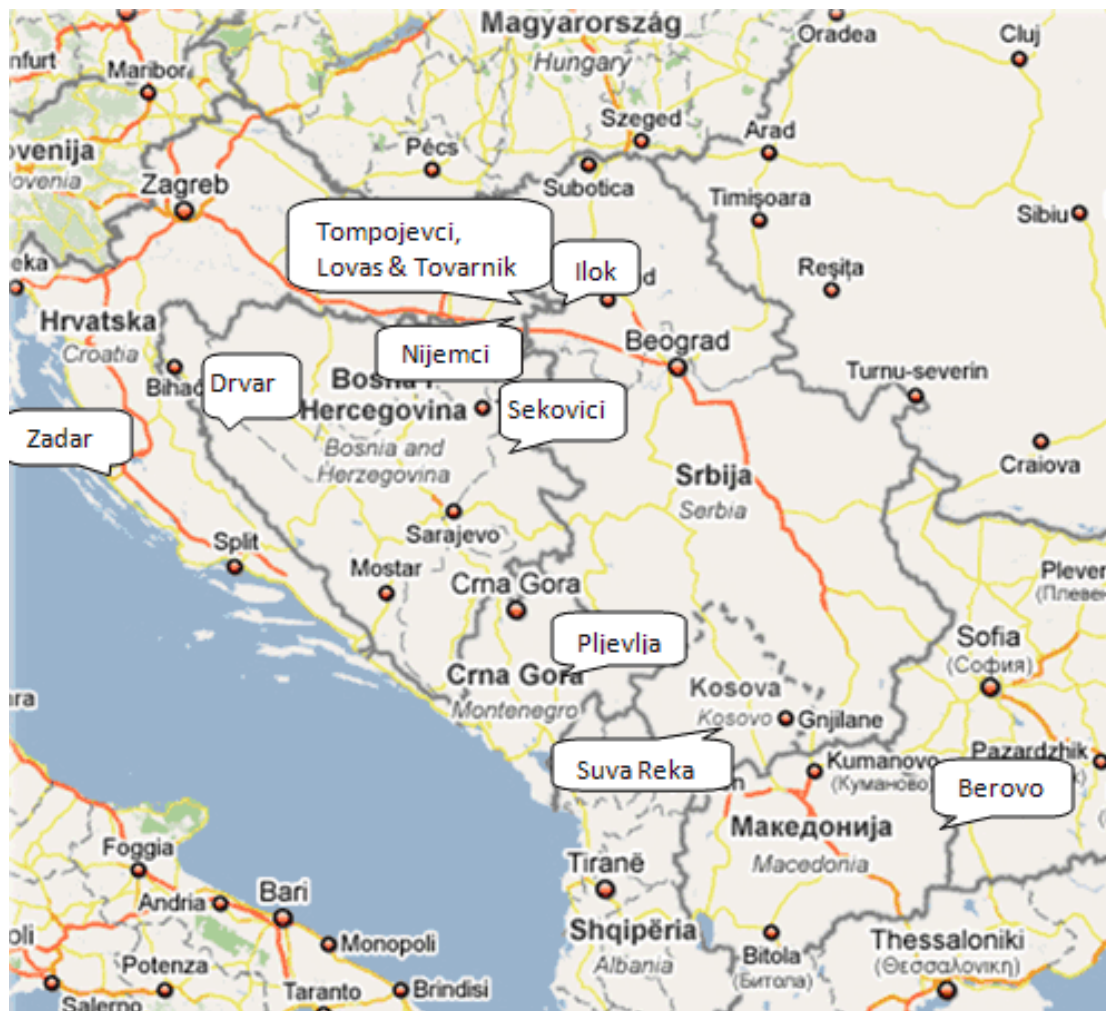 Magyarország
Hungary
Oradea
Cluj
nfurt
Maribor
Szeged
Arad
ovenija
lovenia
Pécs
Subotica
Zagreb
Timişoara
Sibiu
Tompojevci,
Lovas & Tovarnik
Ilok
d
Reşiţa
eka
Hrvatska
Croatia
Nijemci
Beograd
Turnu-severin
Bihać
Drvar
Bosna i
Hercegovina
Bosnia and
Herzegovina
Sekovici
Zadar
Craiova
Srbija
Serbia
Sarajevo
Split
Mostar
Crna Gora
Plever
(Плевен
Sofia
(София)
Pljevlja
Crna Gora
Montenegro
Kosova
Kosovo
Gnjilane
ara
Suva Reka
n
Kumanovo
(Куманово)
Pazardzhik
k
Berovo
Македонија
Macedonia
Foggia
Tiranë
Andria
Bari
oli
Monopoli
Shqipëria
Albania
Bitola
(Битола)
Thessaloniki
(Θεσσαλονίκη)
Potenza
Salerno
Taranto
Brindisi